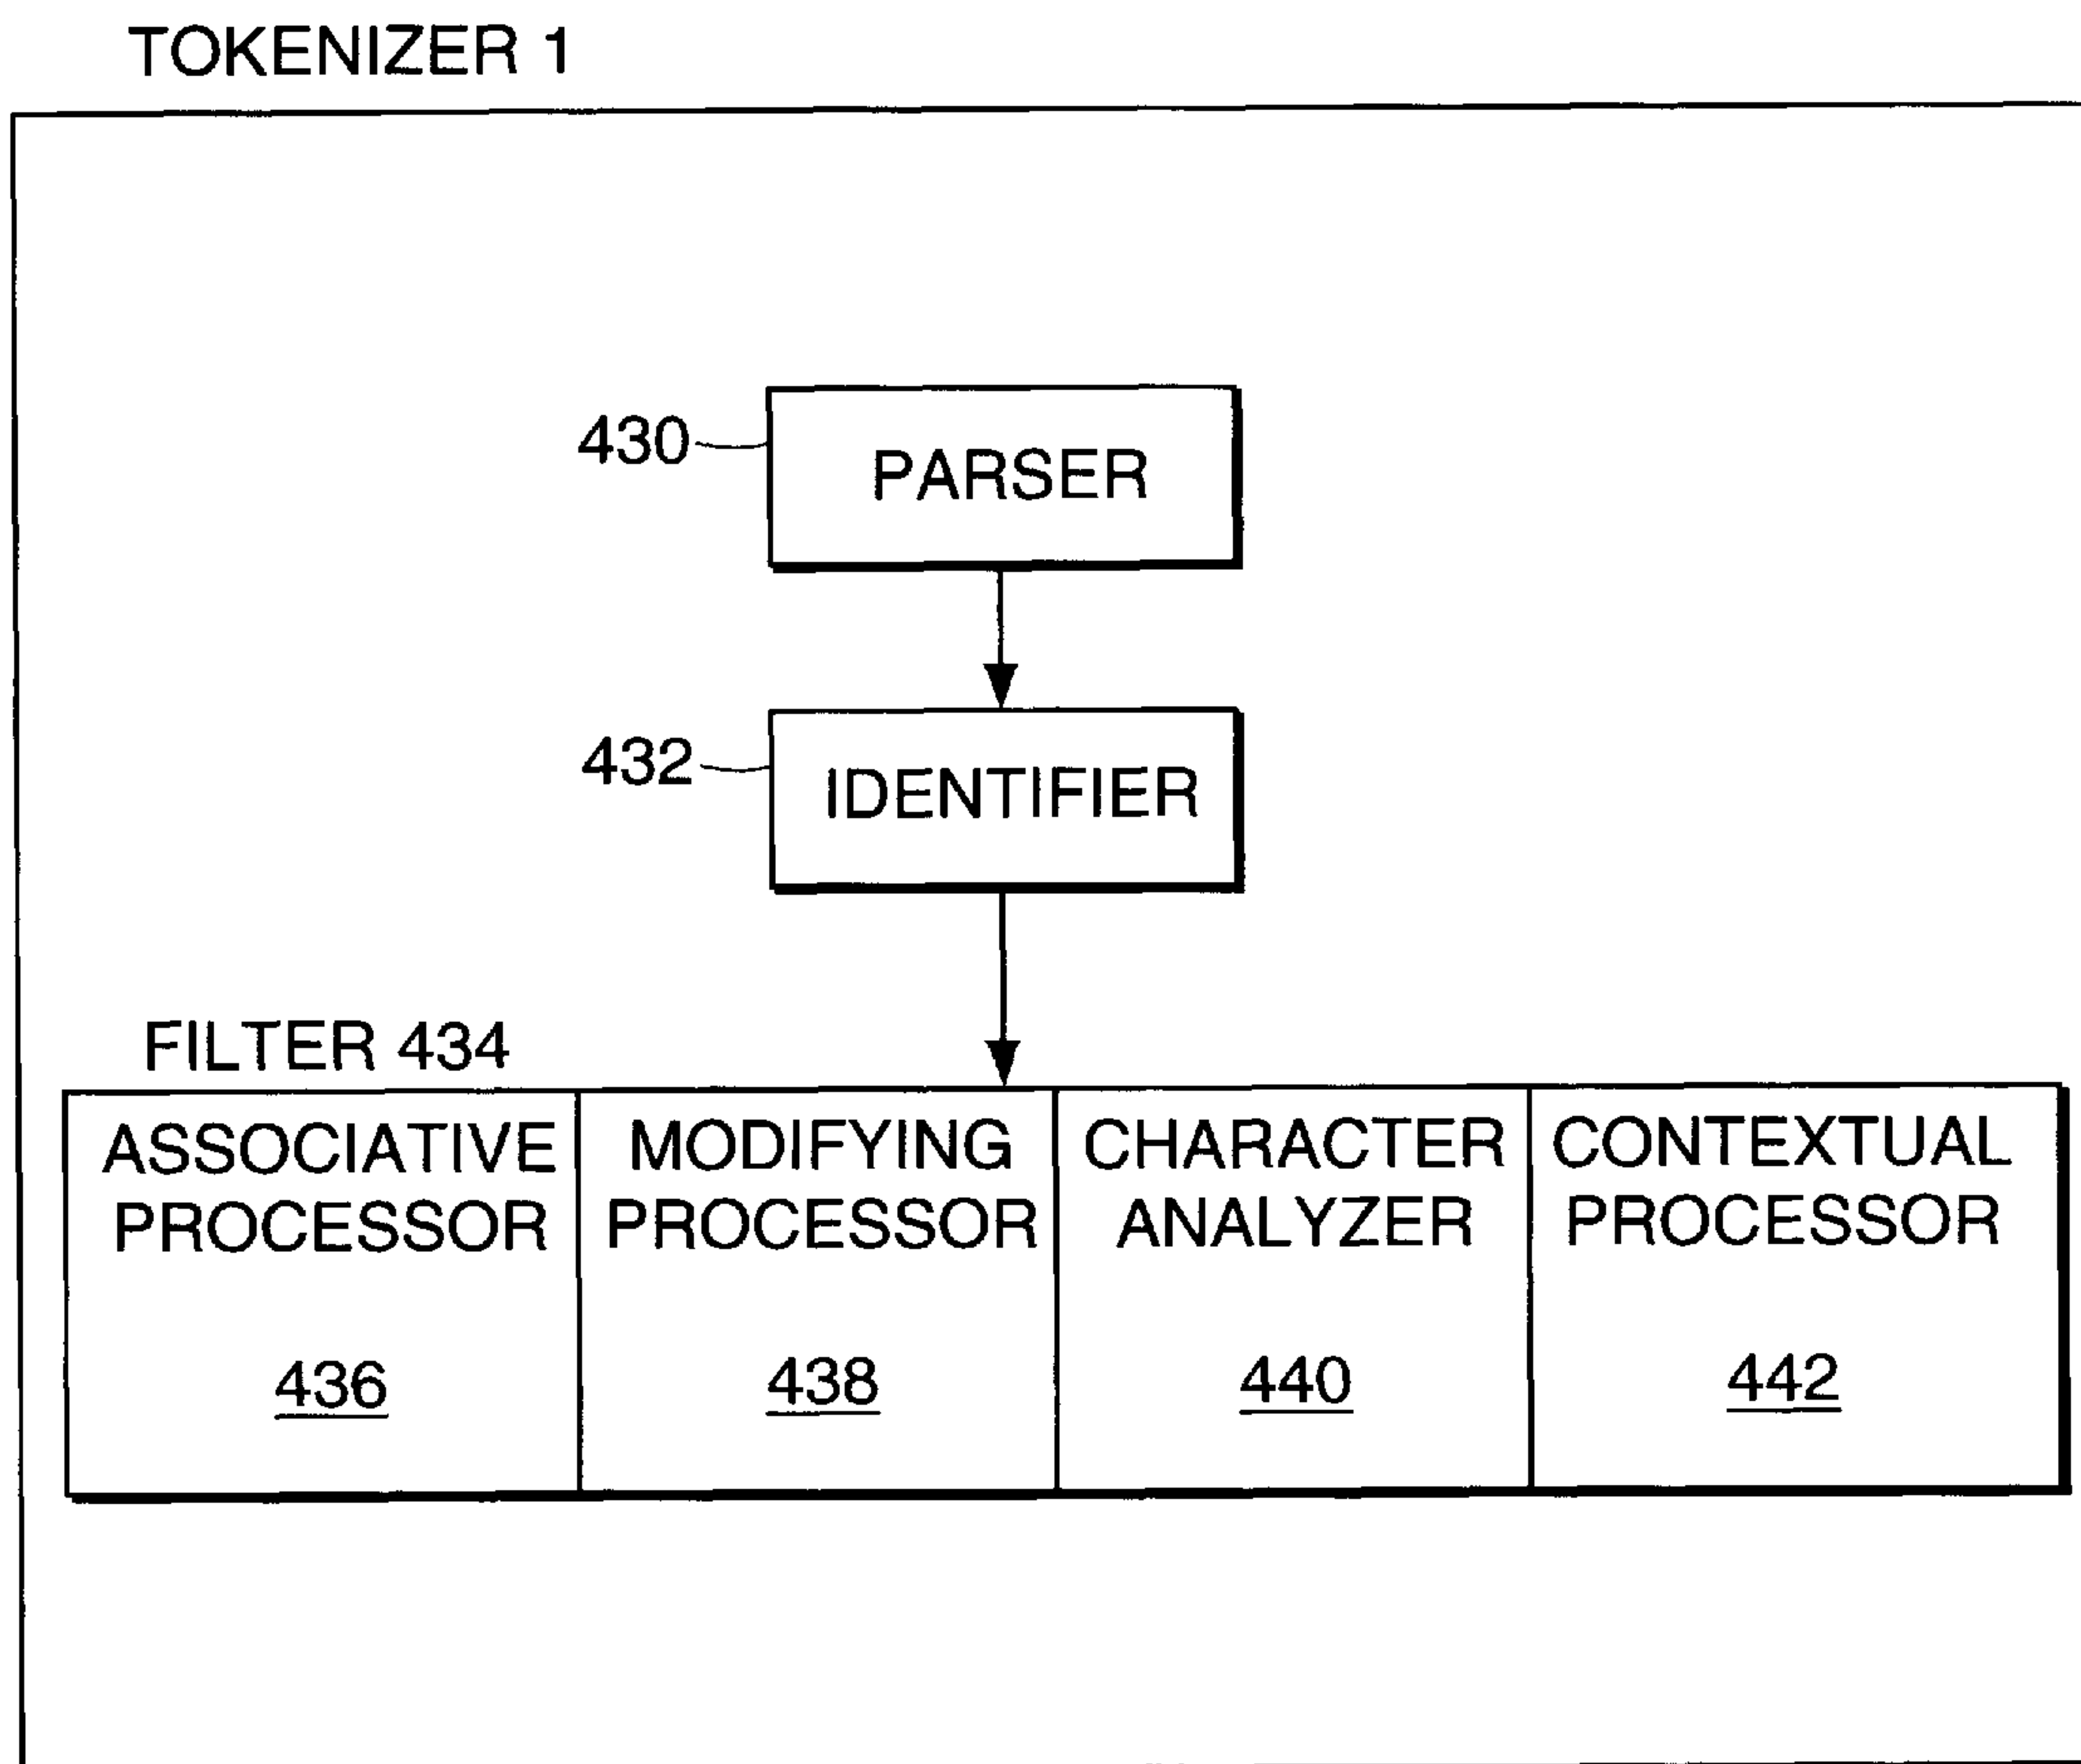 TOKENIZER 1
430
PARSER
432
IDENTIFIER
FILTER 434
ASSOCIATIVE
PROCESSOR
436
MODIFYING
PROCESSOR
438
CHARACTER
ANALYZER
440
CONTEXTUAL
PROCESSOR
442